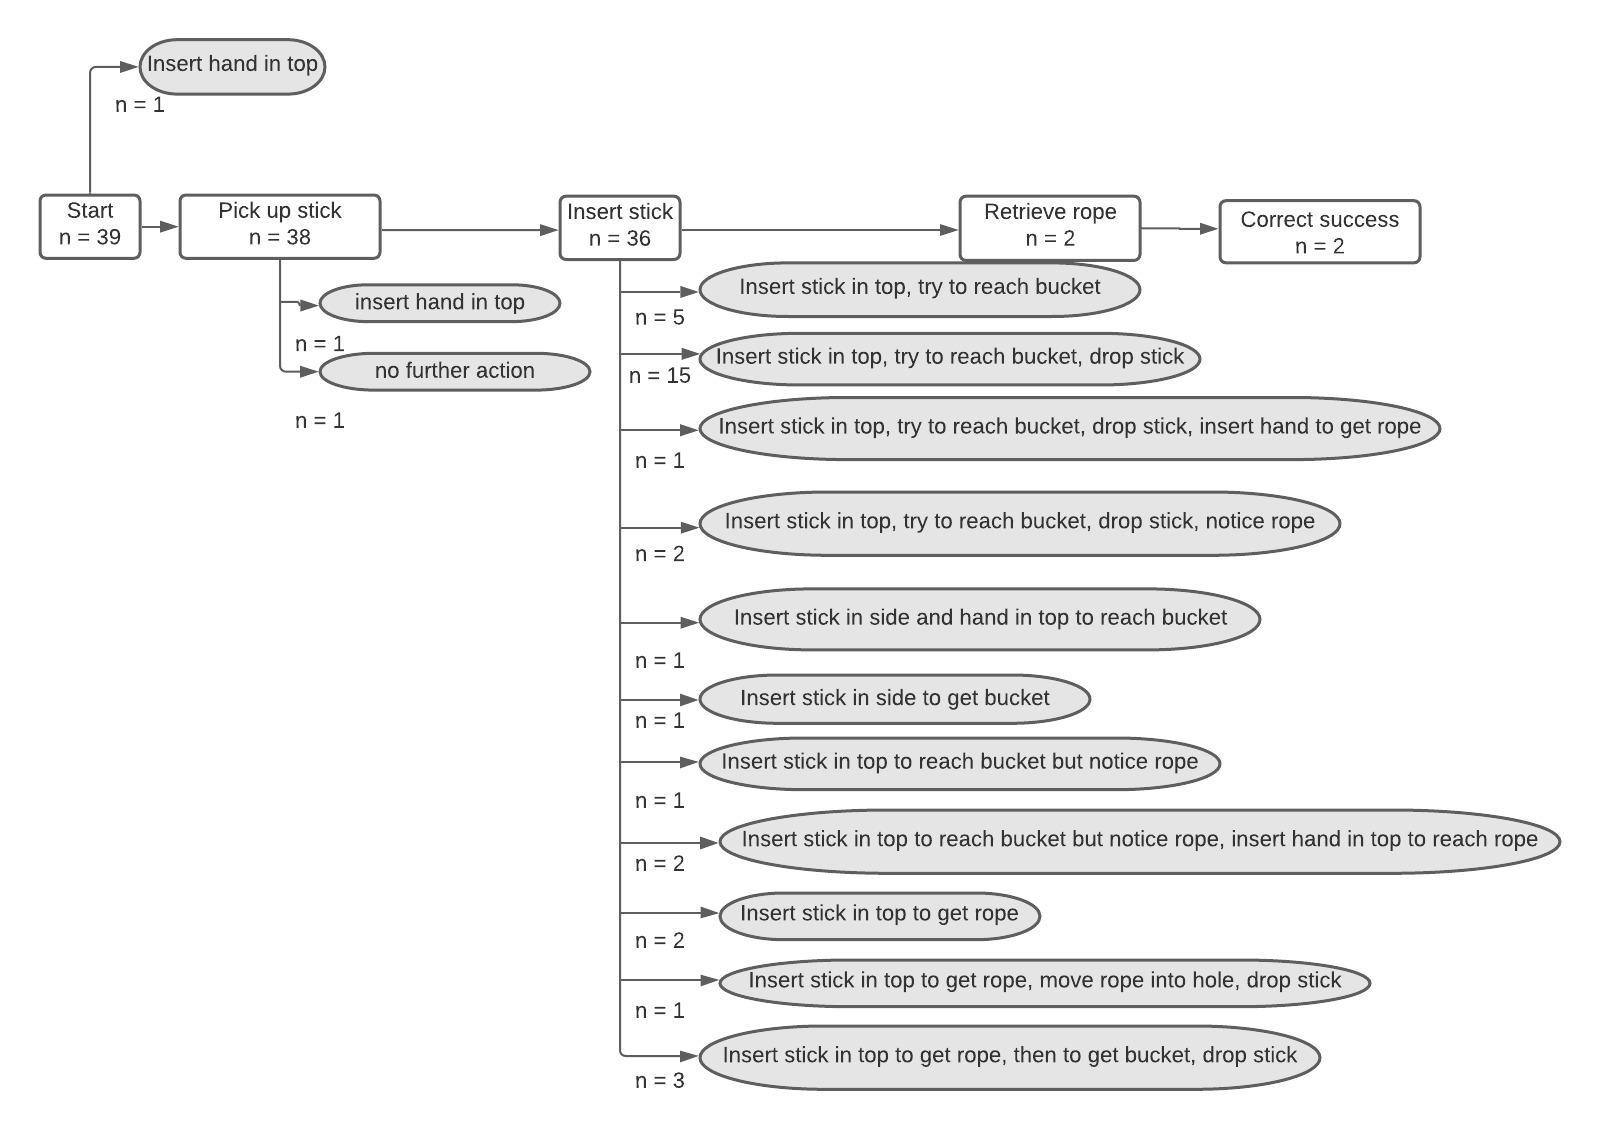 Insert hand in top
n = 1
Start
n = 39
Pick up stick
n = 38
Insert stick
n = 36
Retrieve rope
n = 2
Correct success
n = 2
insert hand in top
n = 1
no further action
n = 1
Insert stick in top, try to reach bucket
n = 5
Insert stick in top, try to reach bucket, drop stick
n = 15
Insert stick in top, try to reach bucket, drop stick, insert hand to get rope
n = 1
Insert stick in top, try to reach bucket, drop stick, notice rope
n = 2
Insert stick in side and hand in top to reach bucket
n = 1
Insert stick in side to get bucket
n = 1
Insert stick in top to reach bucket but notice rope
n = 1
Insert stick in top to reach bucket but notice rope, insert hand in top to reach rope
n = 2
Insert stick in top to get rope
n = 2
Insert stick in top to get rope, move rope into hole, drop stick
n = 1
Insert stick in top to get rope, then to get bucket, drop stick
n = 3